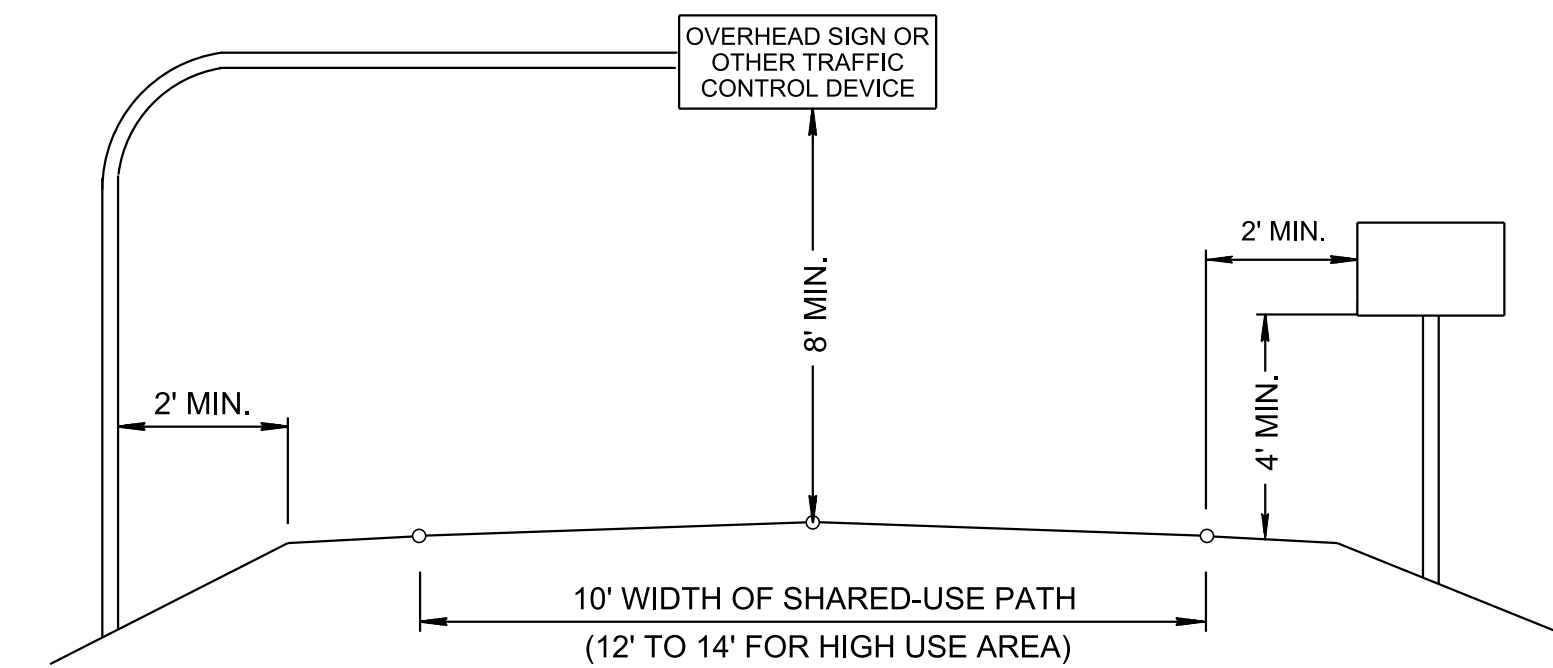 OVERHEAD SIGN OR
OTHER TRAFFIC
CONTROL DEVICE
2' MIN.
8' MIN.
2' MIN.
4' MIN.
10' WIDTH OF SHARED-USE PATH
(12' TO 14' FOR HIGH USE AREA)